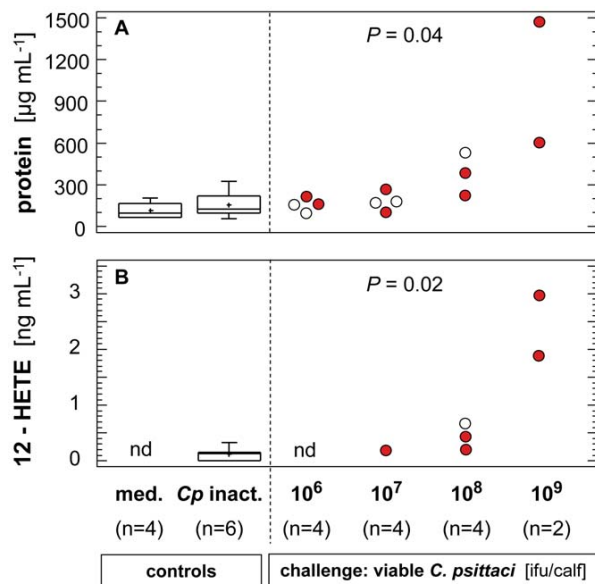 A
P = 0.04
protein [µg mL⁻¹]
1500
1200
900
600
300
0
B
P = 0.02
12 - HETE [ng mL⁻¹]
3
2
1
0
nd
nd
med. Cp inact. 10⁶ 10⁷ 10⁸ 10⁹
(n=4) (n=6) (n=4) (n=4) (n=4) (n=2)
controls challenge: viable C. psittaci [ifu/calf]